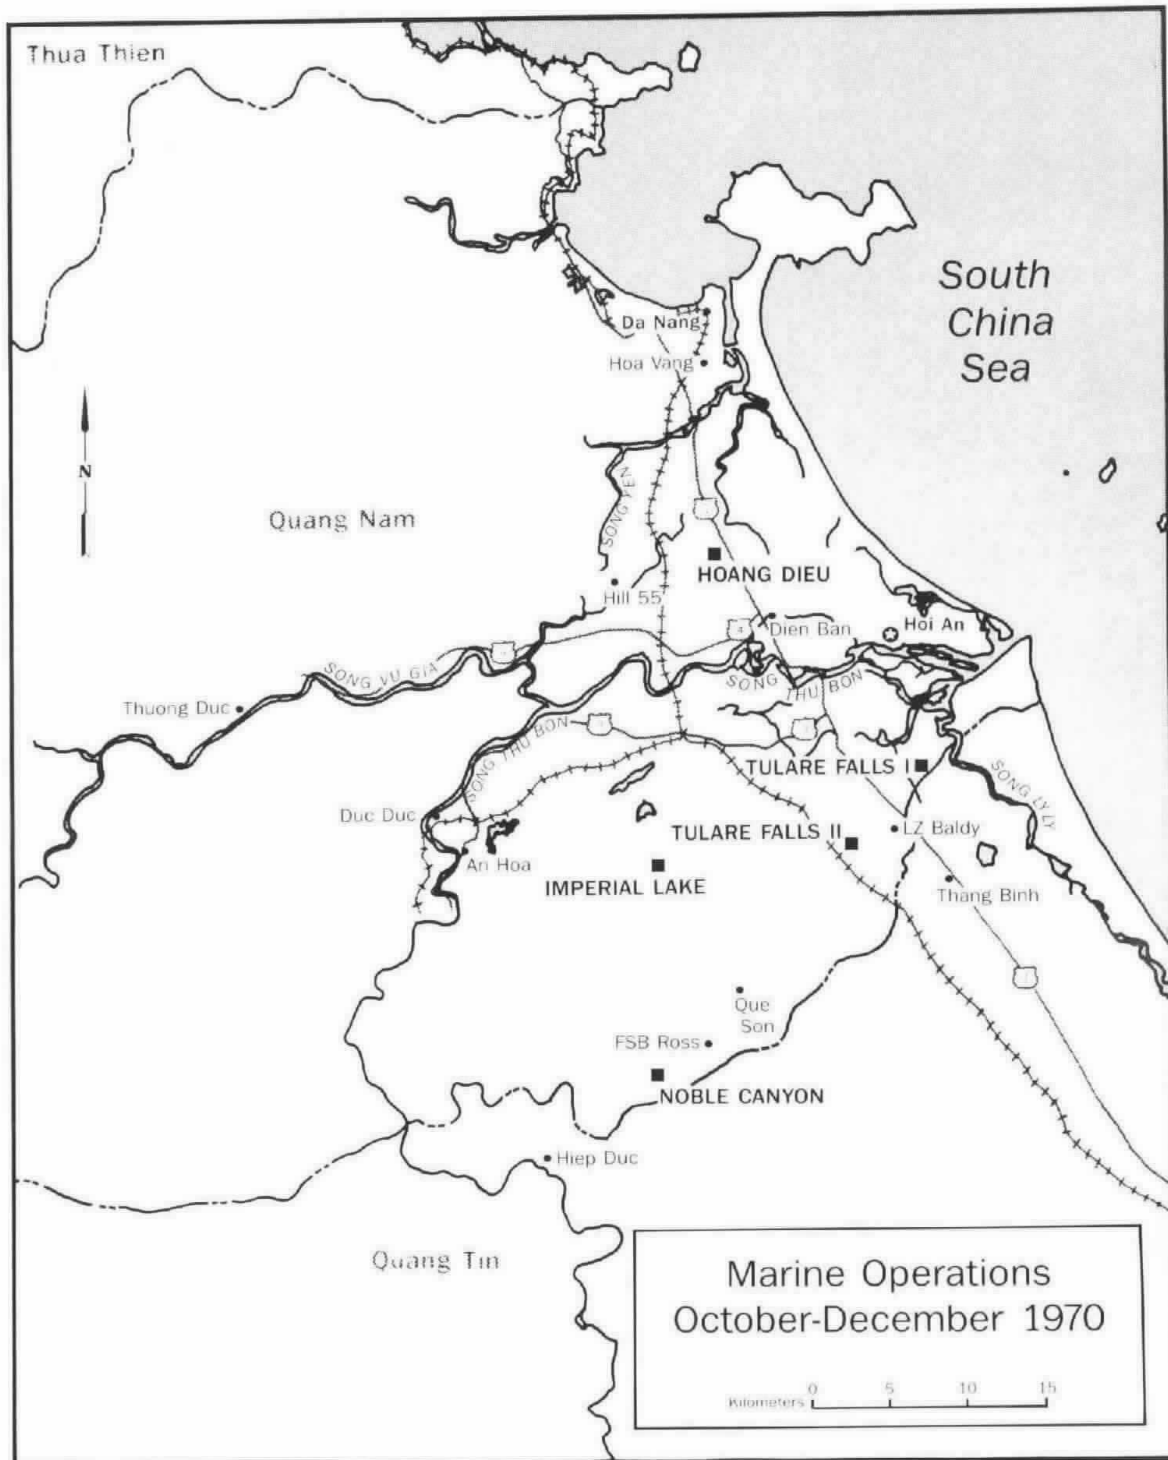 Thua Thien
South
China
Sea
Da Nang
Hoa Vang
N
Quang Nam
SONG YEN
HOANG DIEU
Hill 55
Dien Ban
Hoi An
4
SONG VU GIA
SONG THU BON
Thuong Duc
SONG THU BON
TULARE FALLS I
SONG LY LY
Duc Duc
LZ Baldy
TULARE FALLS II
An Hoa
IMPERIAL LAKE
Thang Binh
Que
Son
FSB Ross
NOBLE CANYON
Hiep Duc
Quang Tin
Marine Operations
October-December 1970
Kilometers 0 5 10 15